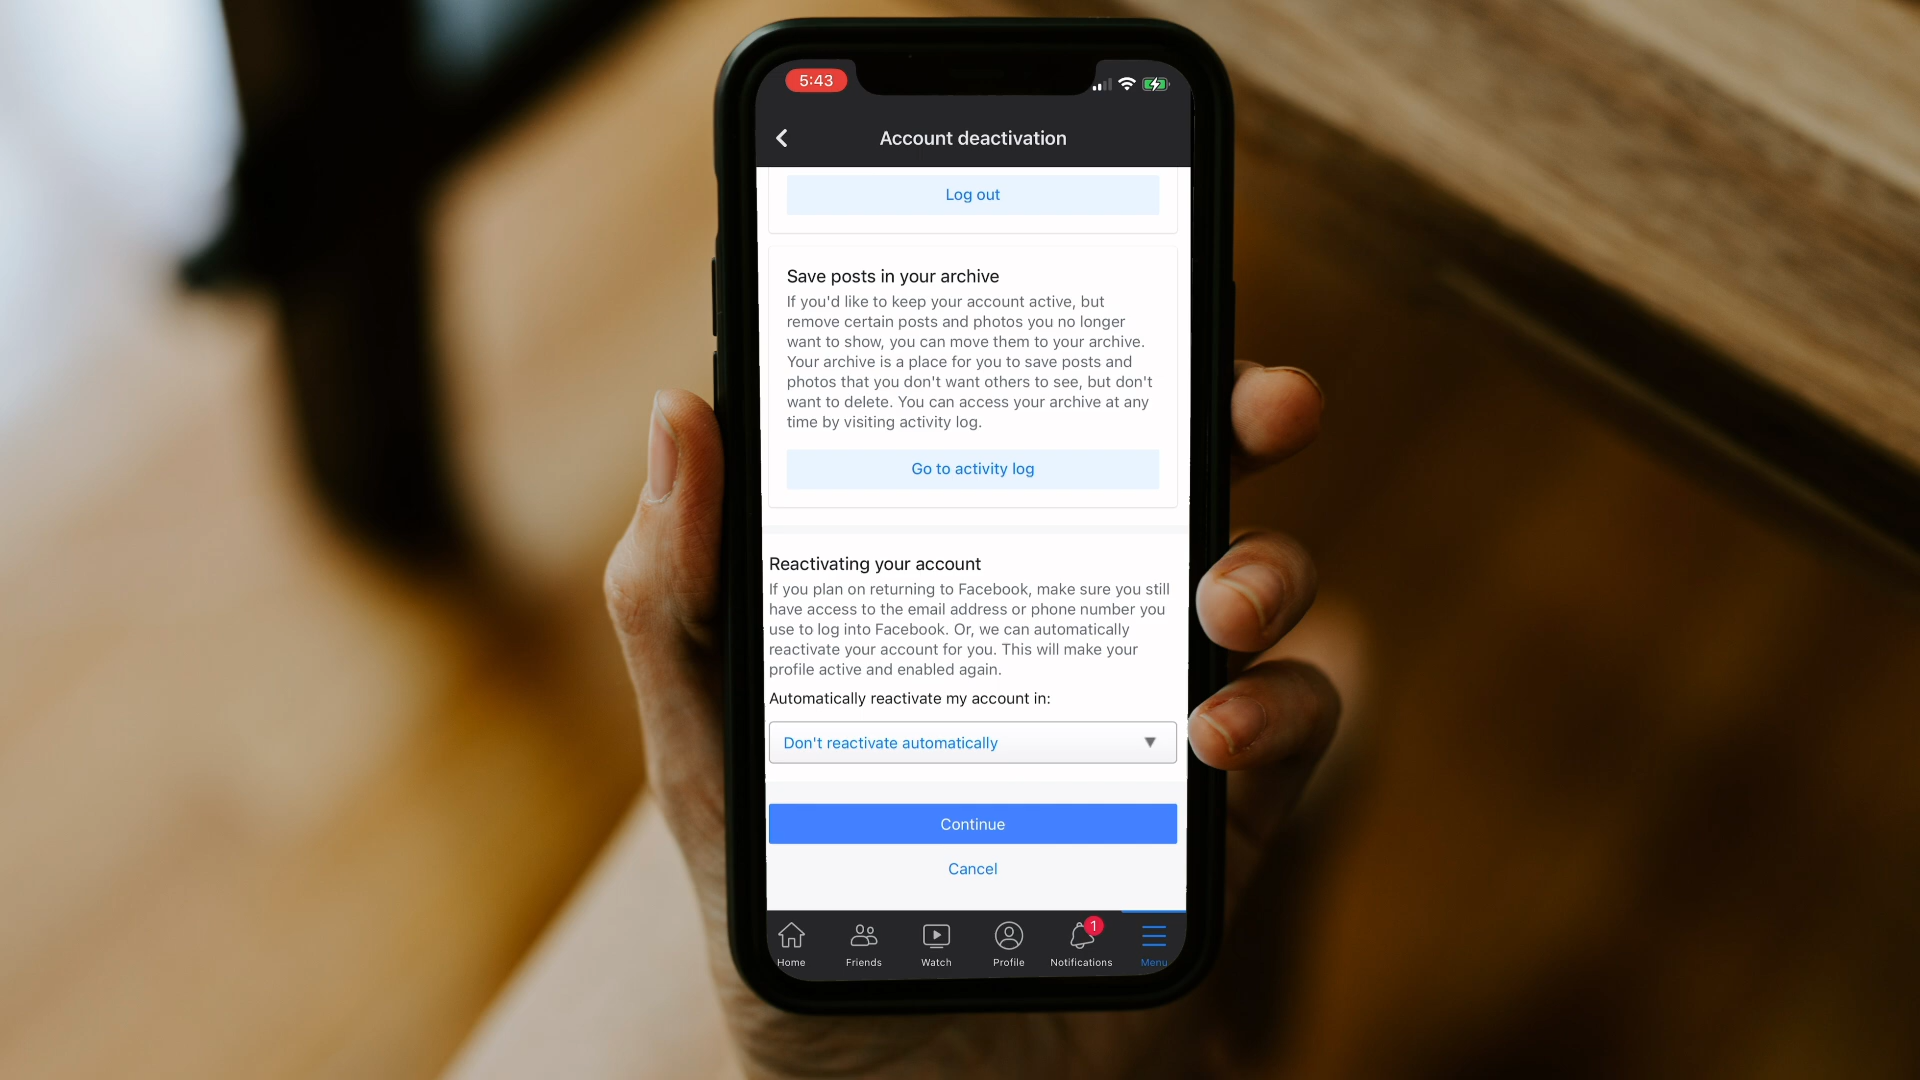 5:43
Account deactivation
Log out
Save posts in your archive
If you'd like to keep your account active, but
remove certain posts and photos you no longer
want to show, you can move them to your archive.
Your archive is a place for you to save posts and
photos that you don't want others to see, but don't
want to delete. You can access your archive at any
time by visiting activity log.
Go to activity log
Reactivating your account
If you plan on returning to Facebook, make sure you still
have access to the email address or phone number you
use to log into Facebook. Or, we can automatically
reactivate your account for you. This will make your
profile active and enabled again.
Automatically reactivate my account in:
Don't reactivate automatically
Continue
Cancel
1
Home Friends Watch Profile Notifications Menu